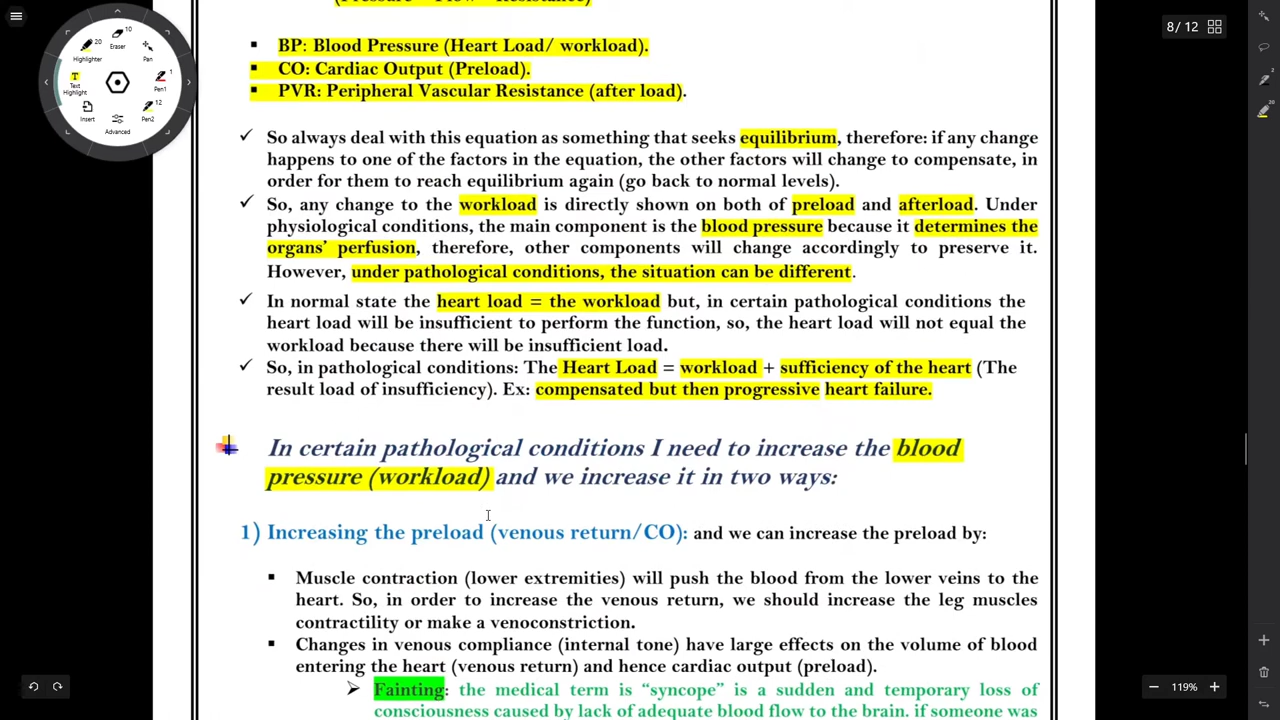 (Pressure = Flow × Resistance)
BP: Blood Pressure (Heart Load/ workload).
CO: Cardiac Output (Preload).
PVR: Peripheral Vascular Resistance (after load).
So always deal with this equation as something that seeks equilibrium, therefore: if any change
happens to one of the factors in the equation, the other factors will change to compensate, in
order for them to reach equilibrium again (go back to normal levels).
So, any change to the workload is directly shown on both of preload and afterload. Under
physiological conditions, the main component is the blood pressure because it determines the
organs' perfusion, therefore, other components will change accordingly to preserve it.
However, under pathological conditions, the situation can be different.
In normal state the heart load = the workload but, in certain pathological conditions the
heart load will be insufficient to perform the function, so, the heart load will not equal the
workload because there will be insufficient load.
So, in pathological conditions: The Heart Load = workload + sufficiency of the heart (The
result load of insufficiency). Ex: compensated but then progressive heart failure.
In certain pathological conditions I need to increase the blood
pressure (workload) and we increase it in two ways:
1) Increasing the preload (venous return/CO): and we can increase the preload by:
Muscle contraction (lower extremities) will push the blood from the lower veins to the
heart. So, in order to increase the venous return, we should increase the leg muscles
contractility or make a venoconstriction.
Changes in venous compliance (internal tone) have large effects on the volume of blood
entering the heart (venous return) and hence cardiac output (preload).
Fainting: the medical term is “syncope” is a sudden and temporary loss of
consciousness caused by lack of adequate blood flow to the brain. if someone was
Highlighter
20
Eraser
10
Pan
Text Highlight
Pen1
1
Insert
Advanced
Pen2
12
8/12
119%